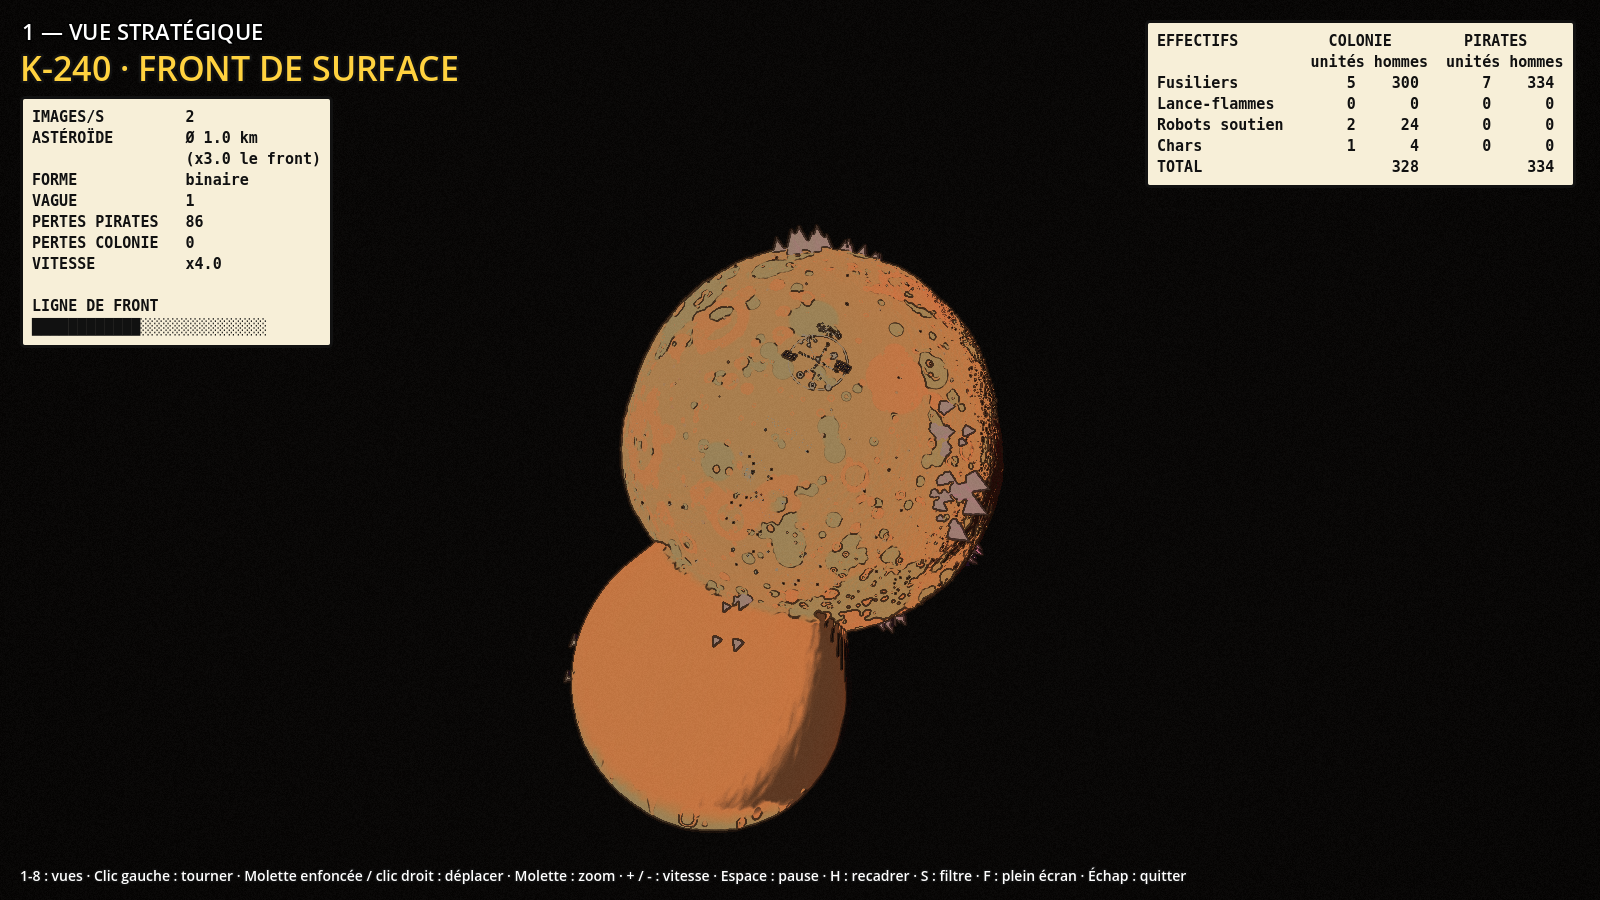 1 — VUE STRATÉGIQUE
K-240 · FRONT DE SURFACE
IMAGES/S 2
ASTÉROÏDE Ø 1.0 km
(x3.0 le front)
FORME binaire
VAGUE 1
PERTES PIRATES 86
PERTES COLONIE 0
VITESSE x4.0
LIGNE DE FRONT
EFFECTIFS COLONIE PIRATES
unités hommes unités hommes
Fusiliers 5 300 7 334
Lance-flammes 0 0 0 0
Robots soutien 2 24 0 0
Chars 1 4 0 0
TOTAL 328 334
1-8 : vues · Clic gauche : tourner · Molette enfoncée / clic droit : déplacer · Molette : zoom · + / - : vitesse · Espace : pause · H : recadrer · S : filtre · F : plein écran · Échap : quitter